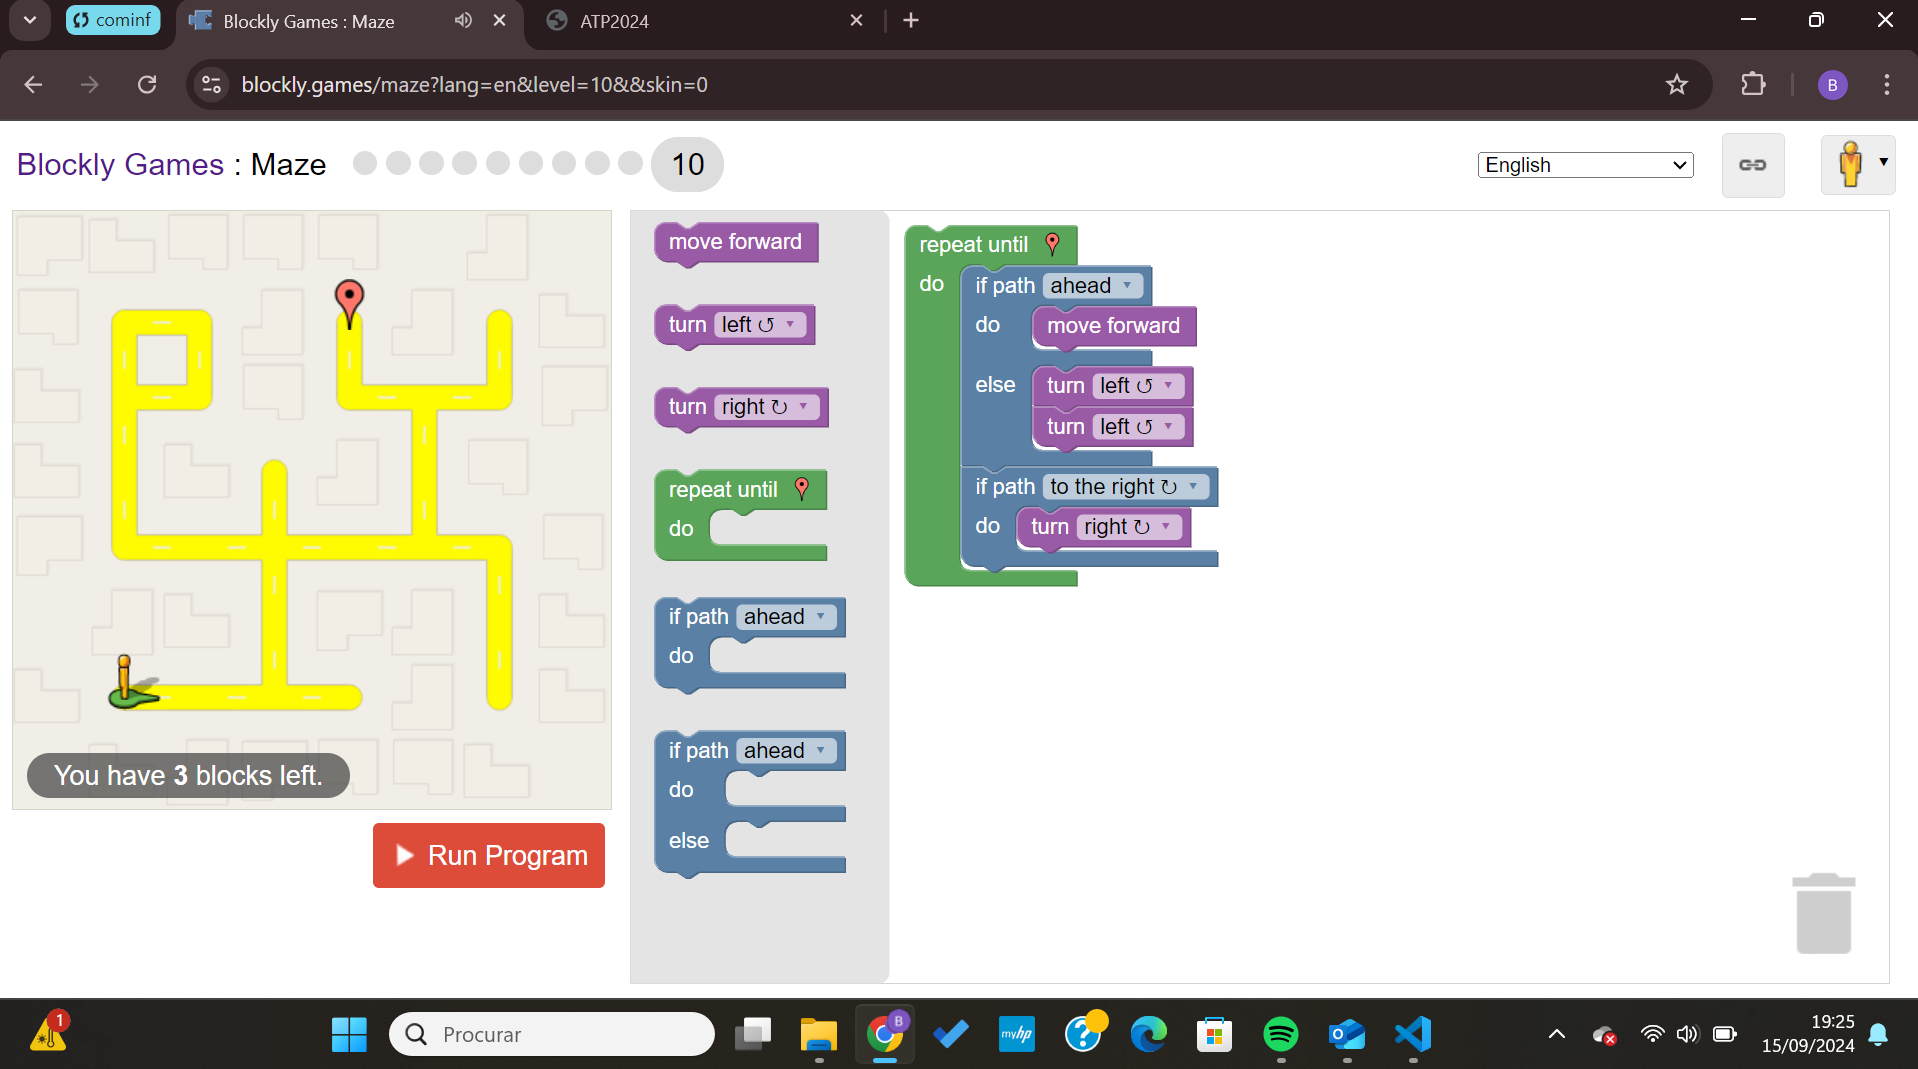 cominf
Blockly Games : Maze
ATP2024
blockly.games/maze?lang=en&level=10&&skin=0
B
Blockly Games : Maze
10
English
move forward
turn left
turn right
repeat until
do
if path ahead
do
if path ahead
do
else
repeat until
do
if path ahead
do
move forward
else
turn left
turn left
if path to the right
do
turn right
You have 3 blocks left.
Run Program
1
Procurar
B
myhp
19:25
15/09/2024